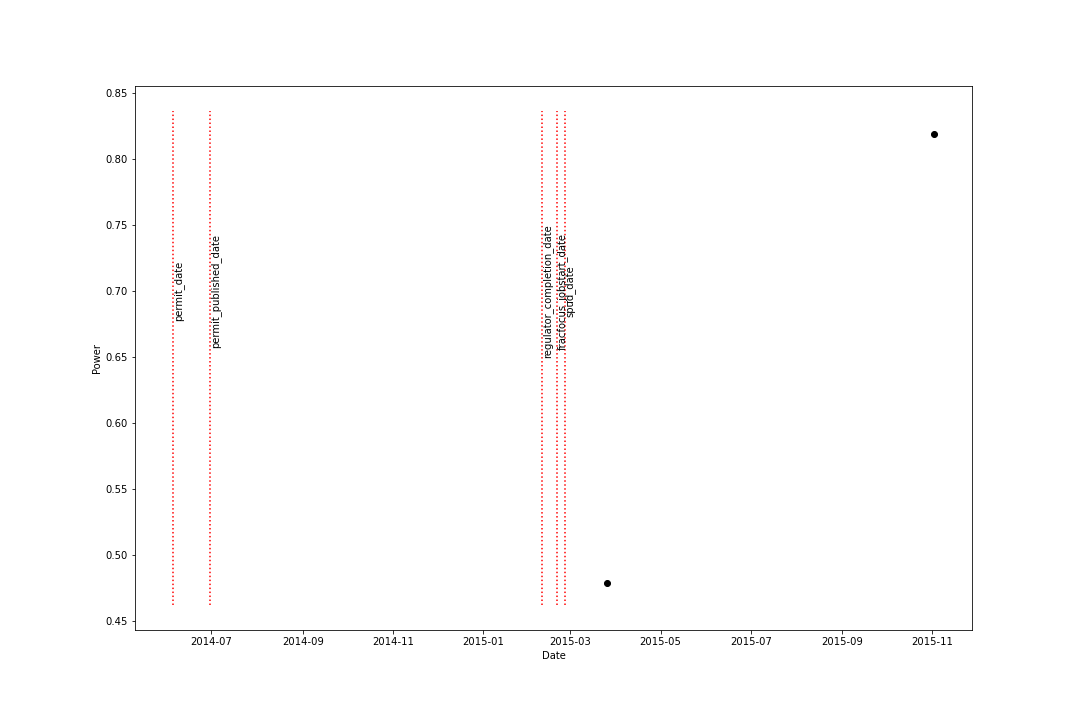 0.85
0.80
0.75
0.70
0.65
0.60
0.55
0.50
0.45
Power
permit_date
permit_published_date
regulator_completion_date
fracfocus_jobstart_date
spud_date
2014-07
2014-09
2014-11
2015-01
2015-03
2015-05
2015-07
2015-09
2015-11
Date